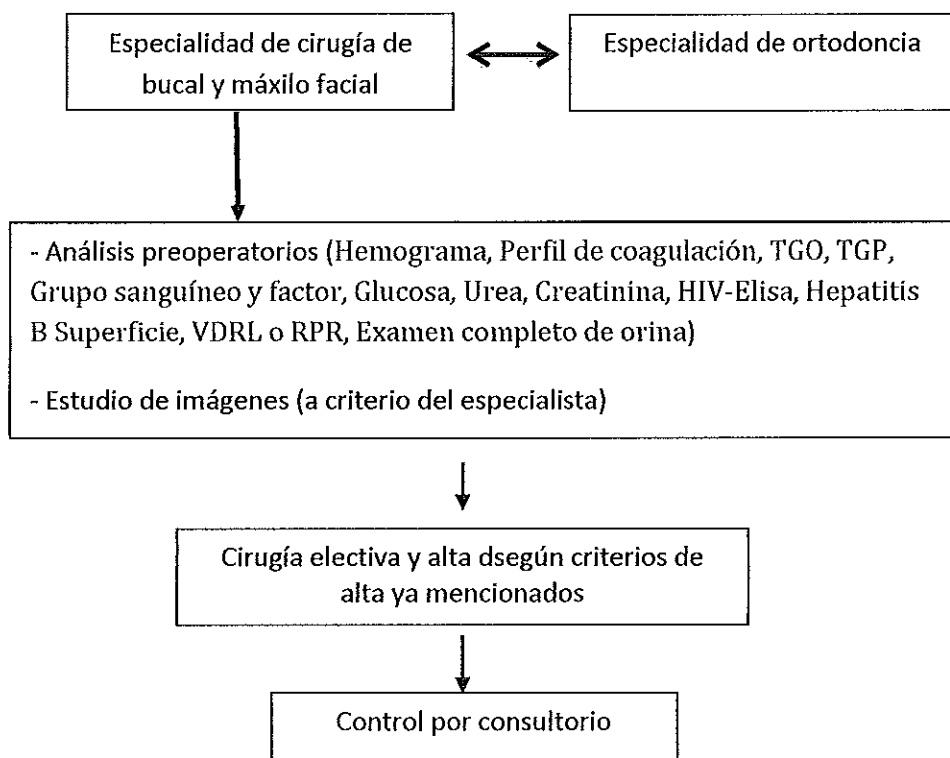 Especialidad de cirugía de
bucal y máxilo facial
Especialidad de ortodoncia
- Análisis preoperatorios (Hemograma, Perfil de coagulación, TGO, TGP,
Grupo sanguíneo y factor, Glucosa, Urea, Creatinina, HIV-Elisa, Hepatitis
B Superficie, VDRL o RPR, Examen completo de orina)
- Estudio de imágenes (a criterio del especialista)
Cirugía electiva y alta dsegún criterios de
alta ya mencionados
Control por consultorio